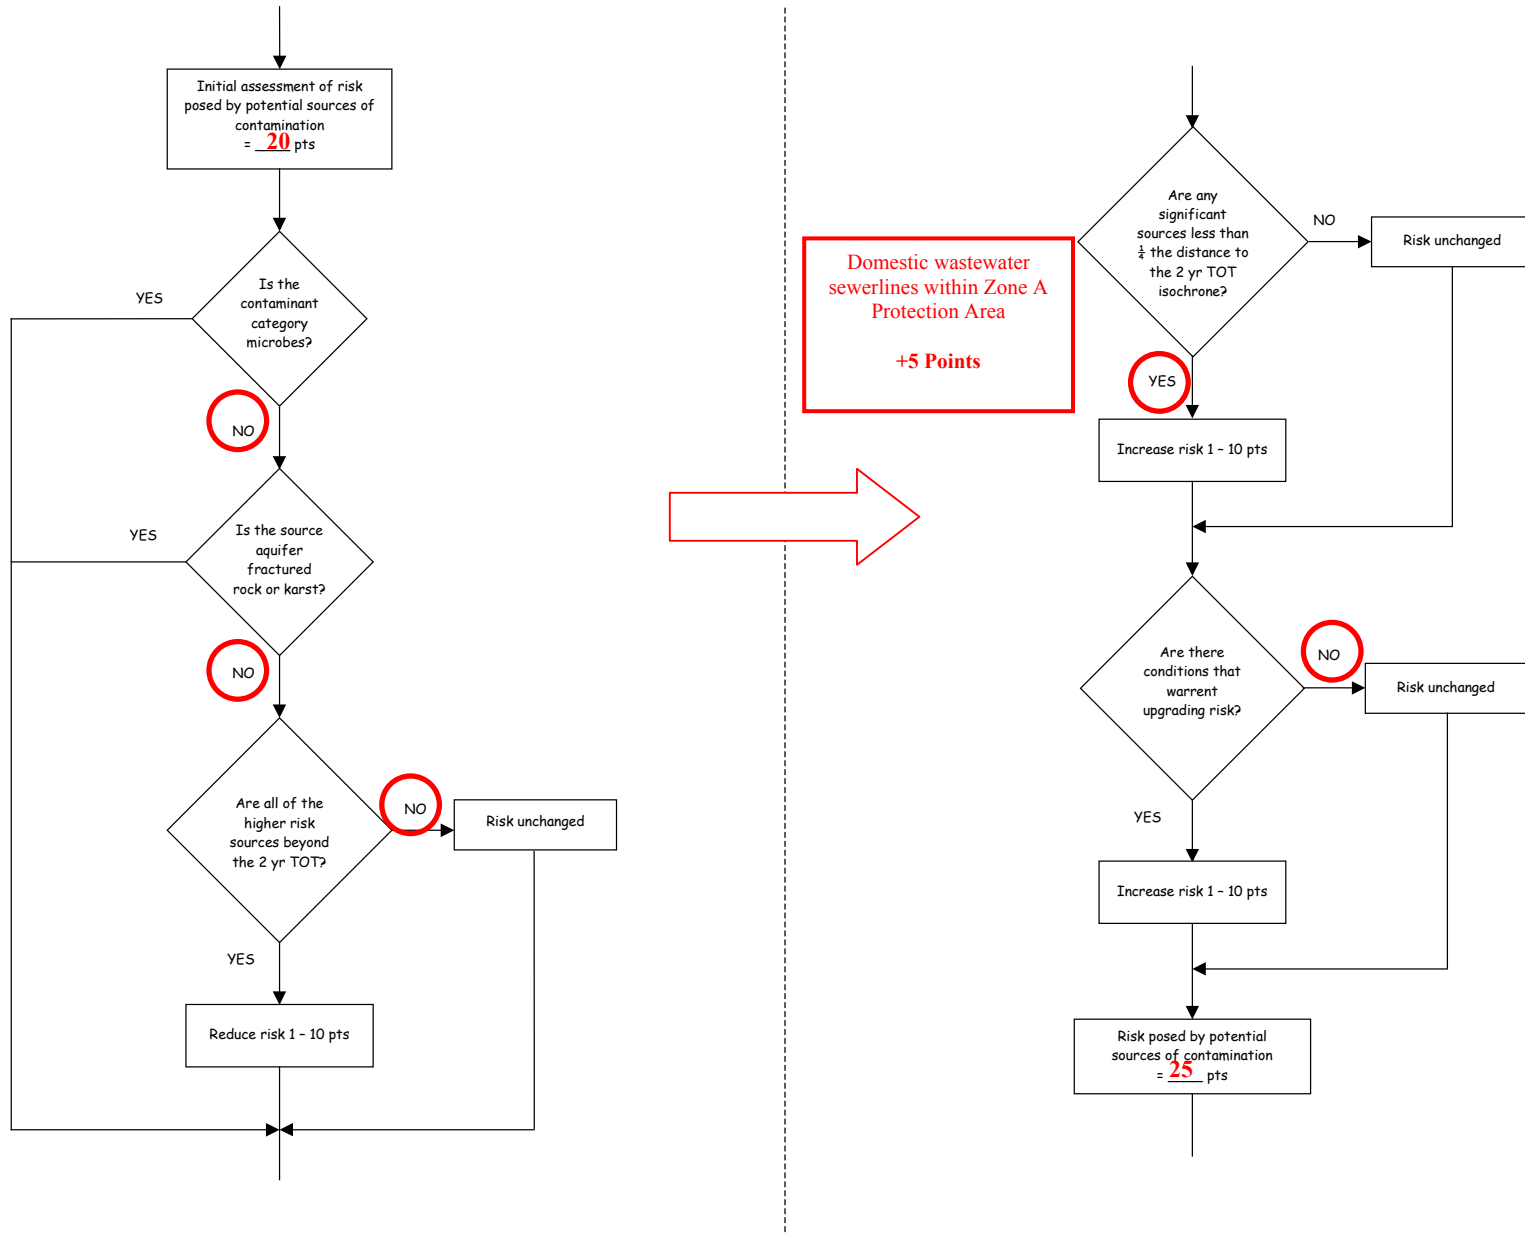 Initial assessment of risk
posed by potential sources of
contamination
= 20 pts
Is the
contaminant
category
microbes?
YES
NO
Is the source
aquifer
fractured
rock or karst?
YES
NO
Are all of the
higher risk
sources beyond
the 2 yr TOT?
NO
Risk unchanged
YES
Reduce risk 1 – 10 pts
Are any
significant
sources less than
¼ the distance to
the 2 yr TOT
isochrone?
NO
Risk unchanged
Domestic wastewater
sewerlines within Zone A
Protection Area
+5 Points
YES
Increase risk 1 – 10 pts
Are there
conditions that
warrent
upgrading risk?
NO
Risk unchanged
YES
Increase risk 1 – 10 pts
Risk posed by potential
sources of contamination
= 25 pts